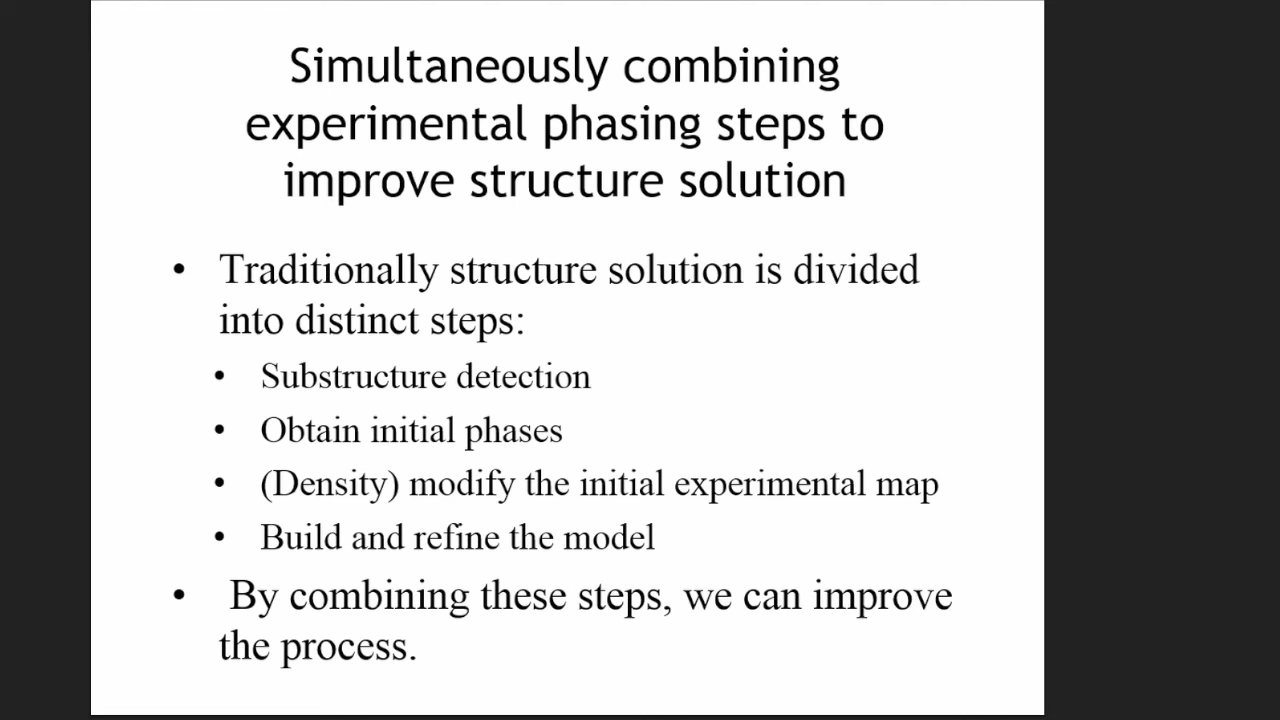 Simultaneously combining
experimental phasing steps to
improve structure solution
• Traditionally structure solution is divided
into distinct steps:
• Substructure detection
• Obtain initial phases
• (Density) modify the initial experimental map
• Build and refine the model
• By combining these steps, we can improve
the process.